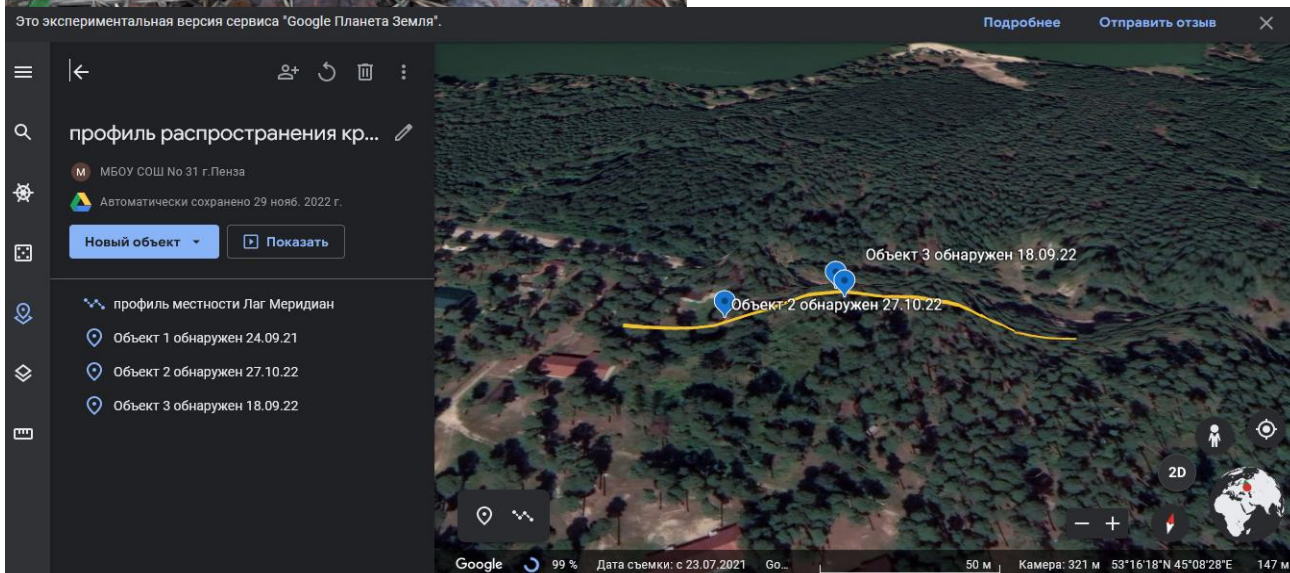 Это экспериментальная версия сервиса "Google Планета Земля".
Подробнее
Отправить отзыв
профиль распространения кр...
М
МБОУ СОШ No 31 г.Пенза
Автоматически сохранено 29 нояб. 2022 г.
Новый объект
Показать
профиль местности Лаг Меридиан
Объект 1 обнаружен 24.09.21
Объект 2 обнаружен 27.10.22
Объект 3 обнаружен 18.09.22
Объект 3 обнаружен 18.09.22
Объект 2 обнаружен 27.10.22
2D
Google 99 % Дата съемки: с 23.07.2021 Go... 50 м Камера: 321 м 53°16'18"N 45°08'28"E 147 м